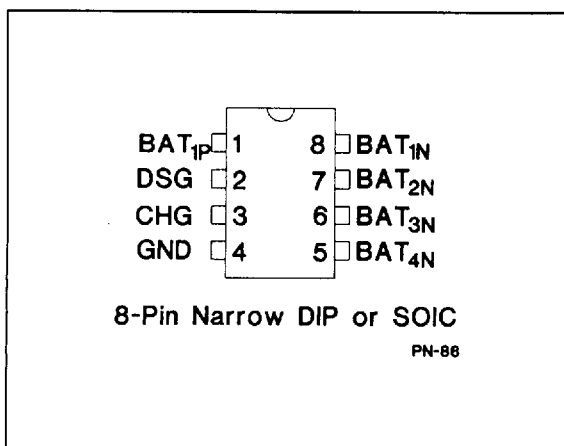 BAT1P 1 8 BAT1N
DSG 2 7 BAT2N
CHG 3 6 BAT3N
GND 4 5 BAT4N
8-Pin Narrow DIP or SOIC
PN-86